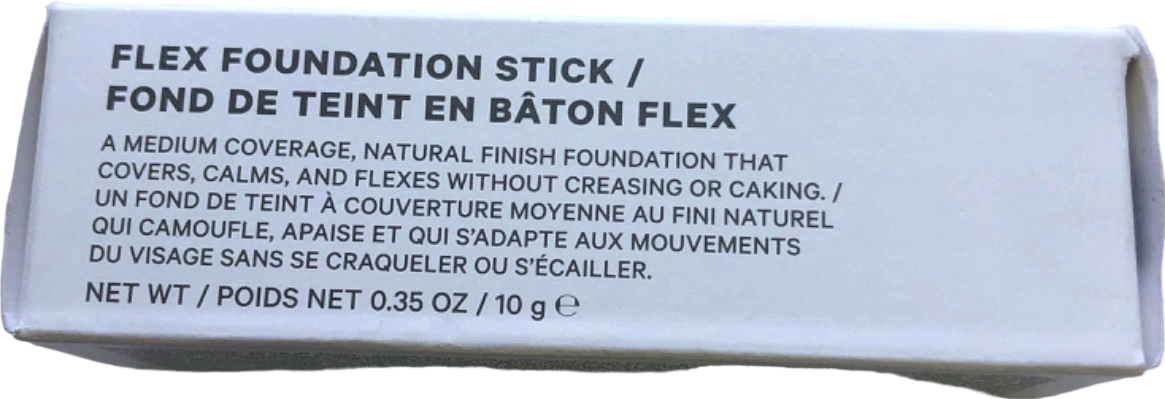 FLEX FOUNDATION STICK /
FOND DE TEINT EN BÂTON FLEX
A MEDIUM COVERAGE, NATURAL FINISH FOUNDATION THAT
COVERS, CALMS, AND FLEXES WITHOUT CREASING OR CAKING. /
UN FOND DE TEINT À COUVERTURE MOYENNE AU FINI NATUREL
QUI CAMOUFLE, APAISE ET QUI S'ADAPTE AUX MOUVEMENTS
DU VISAGE SANS SE CRAQUELER OU S'ÉCAILLER.
NET WT / POIDS NET 0.35 OZ / 10 g ℮